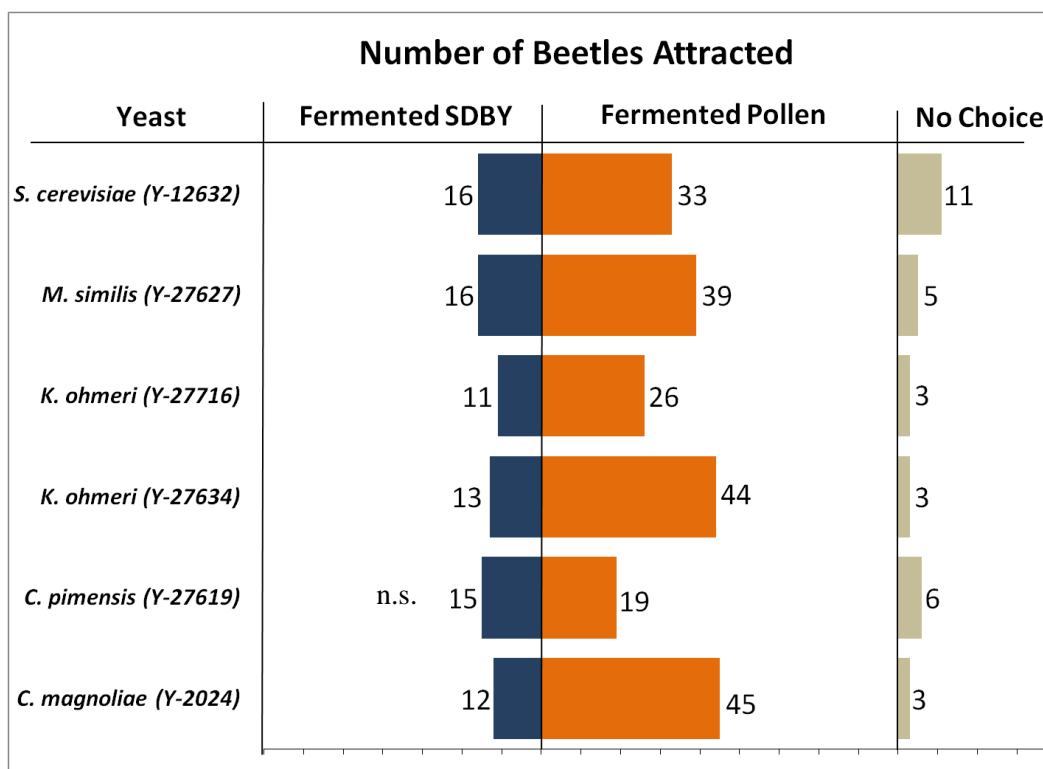 Number of Beetles Attracted
Yeast Fermented SDBY Fermented Pollen No Choice
S. cerevisiae (Y-12632) 16 33 11
M. similis (Y-27627) 16 39 5
K. ohmeri (Y-27716) 11 26 3
K. ohmeri (Y-27634) 13 44 3
C. pimensis (Y-27619) n.s. 15 19 6
C. magnoliae (Y-2024) 12 45 3